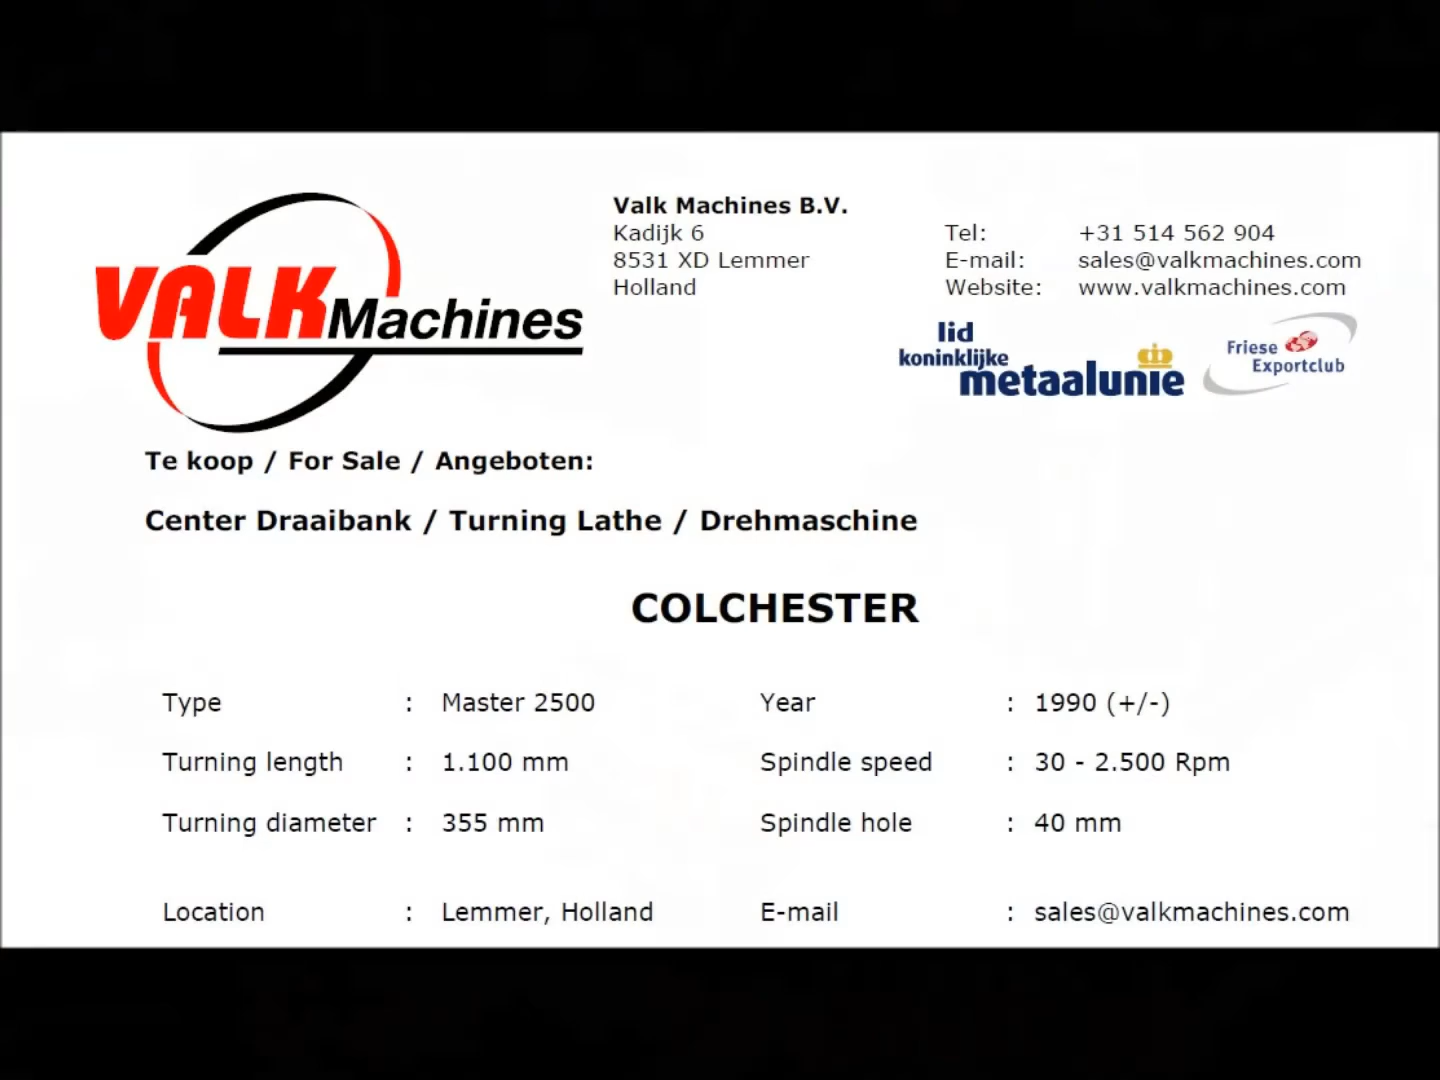 VALK Machines
Valk Machines B.V.
Kadijk 6
8531 XD Lemmer
Holland
Tel: +31 514 562 904
E-mail: sales@valkmachines.com
Website: www.valkmachines.com
lid
koninklijke
metaalunie
Friese
Exportclub
Te koop / For Sale / Angeboten:
Center Draaibank / Turning Lathe / Drehmaschine
COLCHESTER
Type : Master 2500 Year : 1990 (+/-)
Turning length : 1.100 mm Spindle speed : 30 - 2.500 Rpm
Turning diameter : 355 mm Spindle hole : 40 mm
Location : Lemmer, Holland E-mail : sales@valkmachines.com